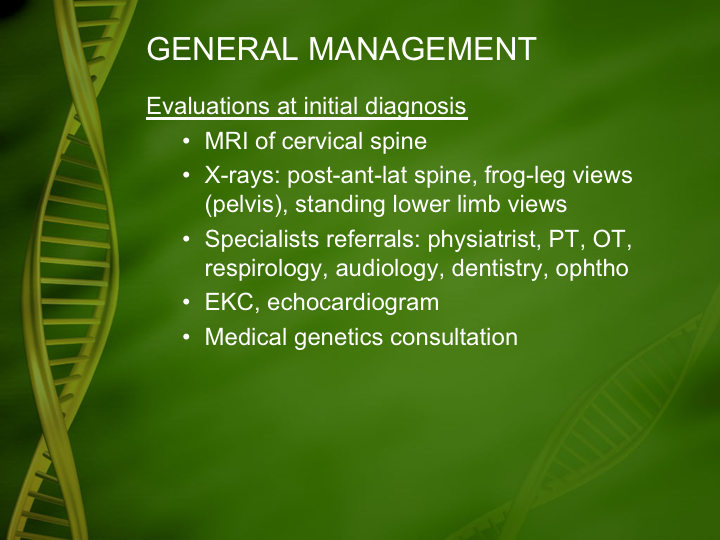 GENERAL MANAGEMENT
Evaluations at initial diagnosis
• MRI of cervical spine
• X-rays: post-ant-lat spine, frog-leg views
(pelvis), standing lower limb views
• Specialists referrals: physiatrist, PT, OT,
respirology, audiology, dentistry, ophtho
• EKC, echocardiogram
• Medical genetics consultation